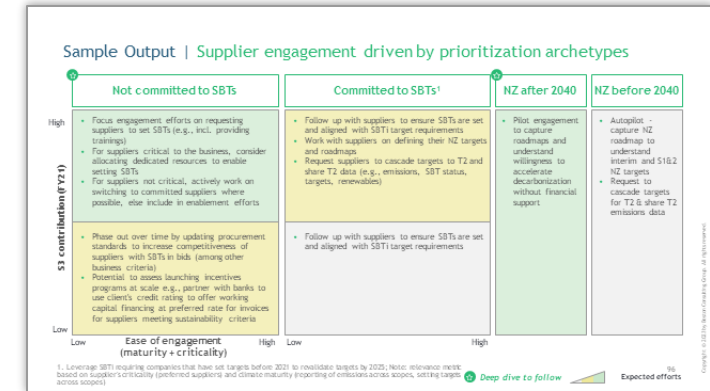 Sample Output | Supplier engagement driven by prioritization archetypes
Not committed to SBTs
Committed to SBTs¹
NZ after 2040
NZ before 2040
High
S3 contribution (FY21)
Low
• Focus engagement efforts on requesting
suppliers to set SBTs (e.g., incl. providing
trainings)
• For suppliers critical to the business, consider
allocating dedicated resources to enable
setting SBTs
• For suppliers not critical, actively work on
switching to committed suppliers where
possible, else include in enablement efforts
• Follow up with suppliers to ensure SBTs are set
and aligned with SBTi target requirements
• Work with suppliers on defining their NZ targets
and roadmaps
• Request suppliers to cascade targets to T2 and
share T2 data (e.g., emissions, SBT status,
targets, renewables)
• Pilot engagement
to capture
roadmaps and
understand
willingness to
accelerate
decarbonization
without financial
support
• Autopilot -
capture NZ
roadmap to
understand
interim and S1&2
NZ targets
• Request to
cascade targets
for T2 & share T2
emissions data
• Phase out over time by updating procurement
standards to increase competitiveness of
suppliers with SBTs in bids (among other
business criteria)
• Potential to assess launching incentives
programs at scale e.g., partner with banks to
use client's credit rating to offer working
capital financing at preferred rate for invoices
for suppliers meeting sustainability criteria
• Follow up with suppliers to ensure SBTs are set
and aligned with SBTi target requirements
Low
Ease of engagement
(maturity + criticality)
High
Low
High
1. Leverage SBTi requiring companies that have set targets before 2021 to revalidate targets by 2025; Note: relevance metric
based on supplier's criticality (preferred suppliers) and climate maturity (reporting of emissions across scopes, setting targets
across scopes)
Deep dive to follow
Expected efforts
96
Boston Consulting Group. All rights reserved.